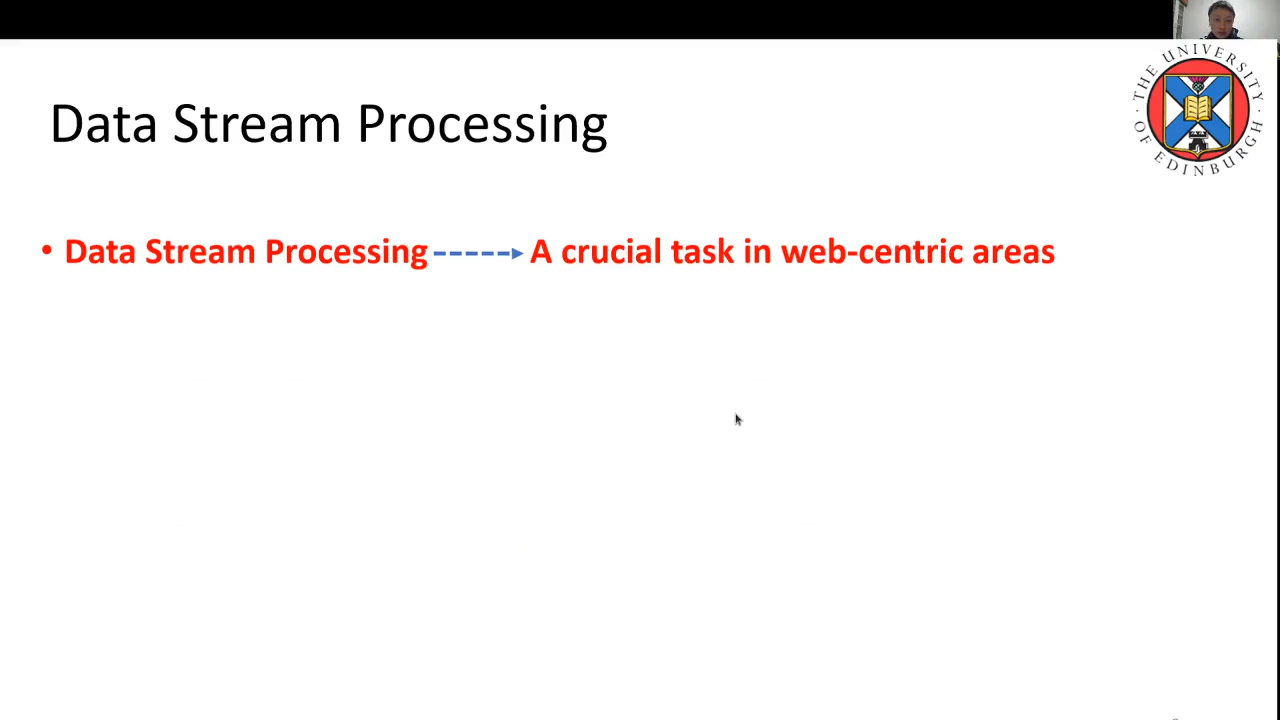 Data Stream Processing
THE UNIVERSITY
OF EDINBURGH
• Data Stream Processing A crucial task in web-centric areas